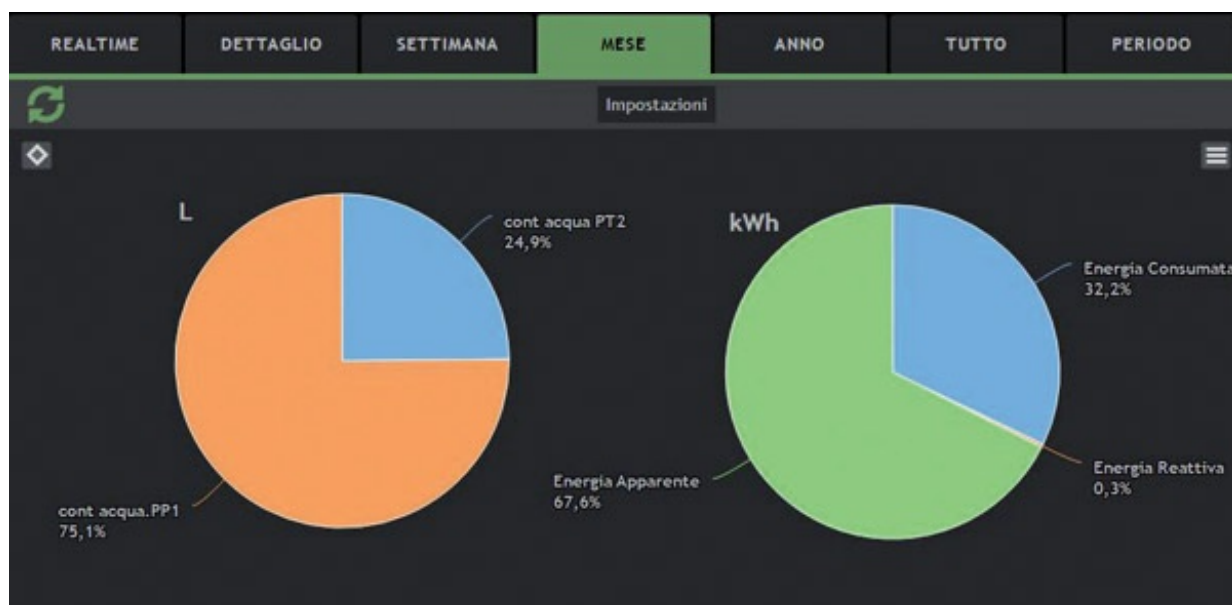 REALTIME
DETTAGLIO
SETTIMANA
MESE
ANNO
TUTTO
PERIODO
Impostazioni
L
cont acqua PT2
24,9%
cont acqua.PP1
75,1%
kWh
Energia Consumata
32,2%
Energia Apparente
67,6%
Energia Reattiva
0,3%